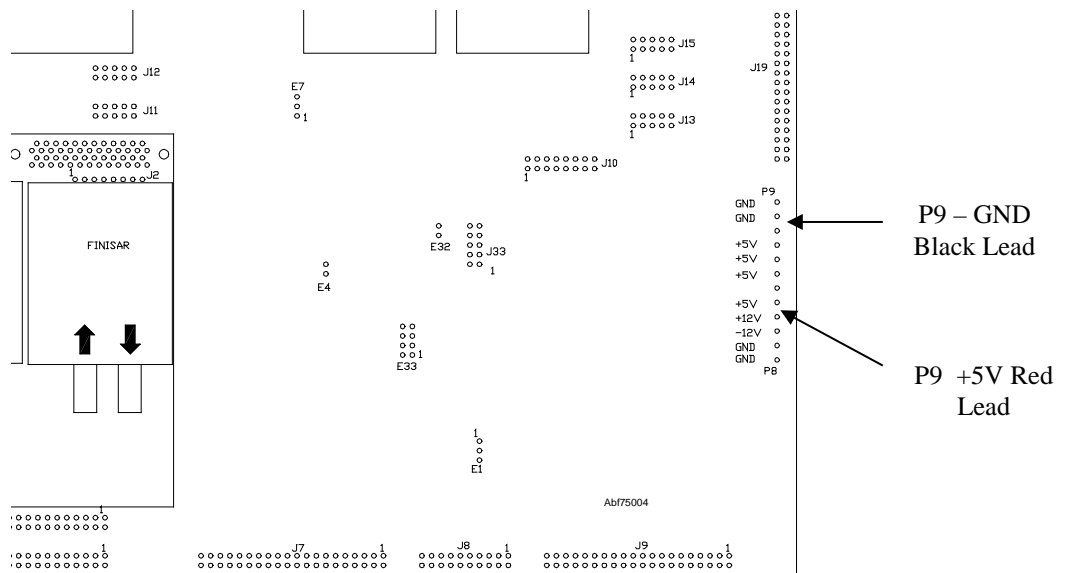 J12
J11
1
J2
FINISAR
E7
1
J15
1
J14
1
J13
1
J19
J10
1
P9
GND
GND
+5V
+5V
+5V
+5V
+12V
-12V
GND
GND
P8
P9 – GND
Black Lead
P9 +5V Red
Lead
E32
J33
1
E4
1
E33
1
E1
Abf75004
1
1
J7
1
J8
1
J9
1